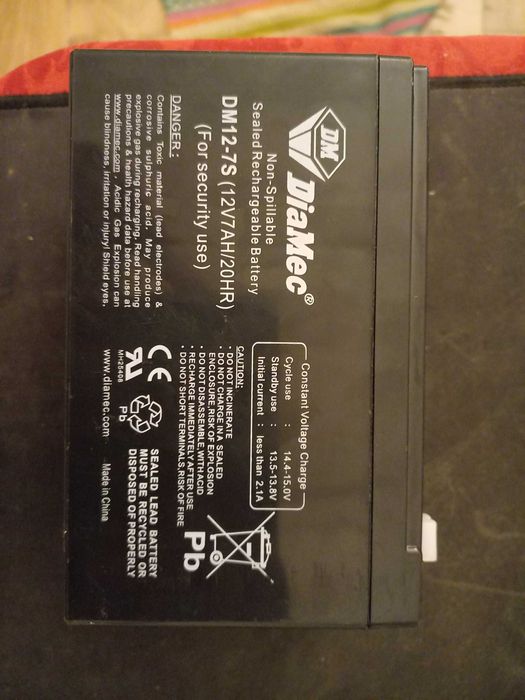 DM
DiaMec®
Non-Spillable
Sealed Rechargeable Battery
DM12-7S (12V7AH/20HR)
(For security use)
DANGER :
Contains Toxic material (lead electrodes) &
corrosive sulphuric acid. May produce
explosive gas during recharging. Read handling
precautions & health hazard data before use at
www.diamec.com . Acidic Gas Explosion can
cause blindness, irritation or injury! Shield eyes.
Constant Voltage Charge
Cycle use : 14.4-15.0V
Standby use : 13.5-13.8V
Initial current : less than 2.1A
CAUTION:
· DO NOT INCINERATE
· DO NOT CHARGE IN A SEALED
ENCLOSURE,RISK OF EXPLOSION
· DO NOT DISASSEMBLE,WITH ACID
· RECHARGE IMMEDIATELY AFTER USE
· DO NOT SHORT TERMINALS,RISK OF FIRE
Pb
CE
MH25408
Pb
SEALED LEAD BATTERY
MUST BE RECYCLED OR
DISPOSED OF PROPERLY
www.diamec.com Made in China